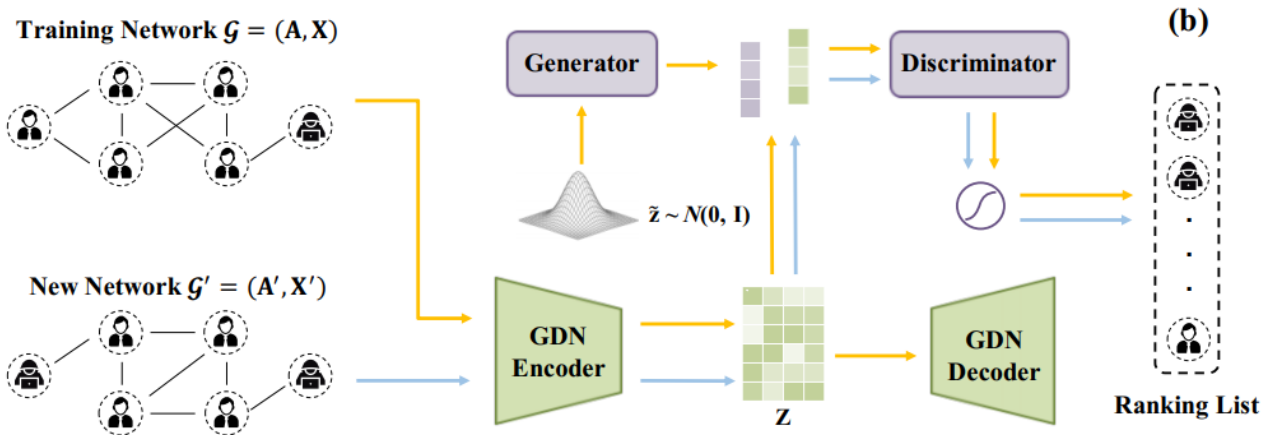 (b)
Training Network 𝒢 = (A, X)
Generator
Discriminator
z̃ ~ N(0, I)
New Network 𝒢′ = (A′, X′)
GDN
Encoder
GDN
Decoder
Z
Ranking List